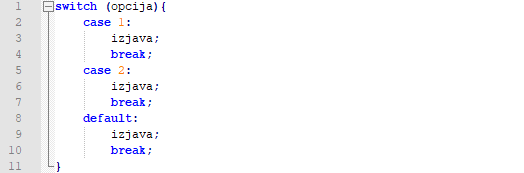 1 switch (opcija){
2 case 1:
3 izjava;
4 break;
5 case 2:
6 izjava;
7 break;
8 default:
9 izjava;
10 break;
11 }